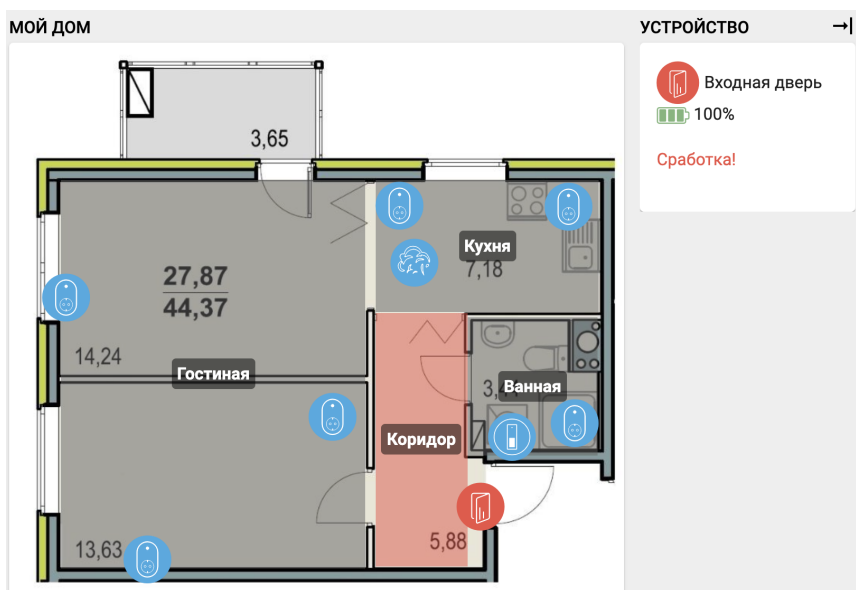 МОЙ ДОМ
УСТРОЙСТВО
Входная дверь
100%
Сработка!
3,65
Кухня
7,18
27,87
44,37
14,24
Гостиная
Ванная
Коридор
13,63
5,88